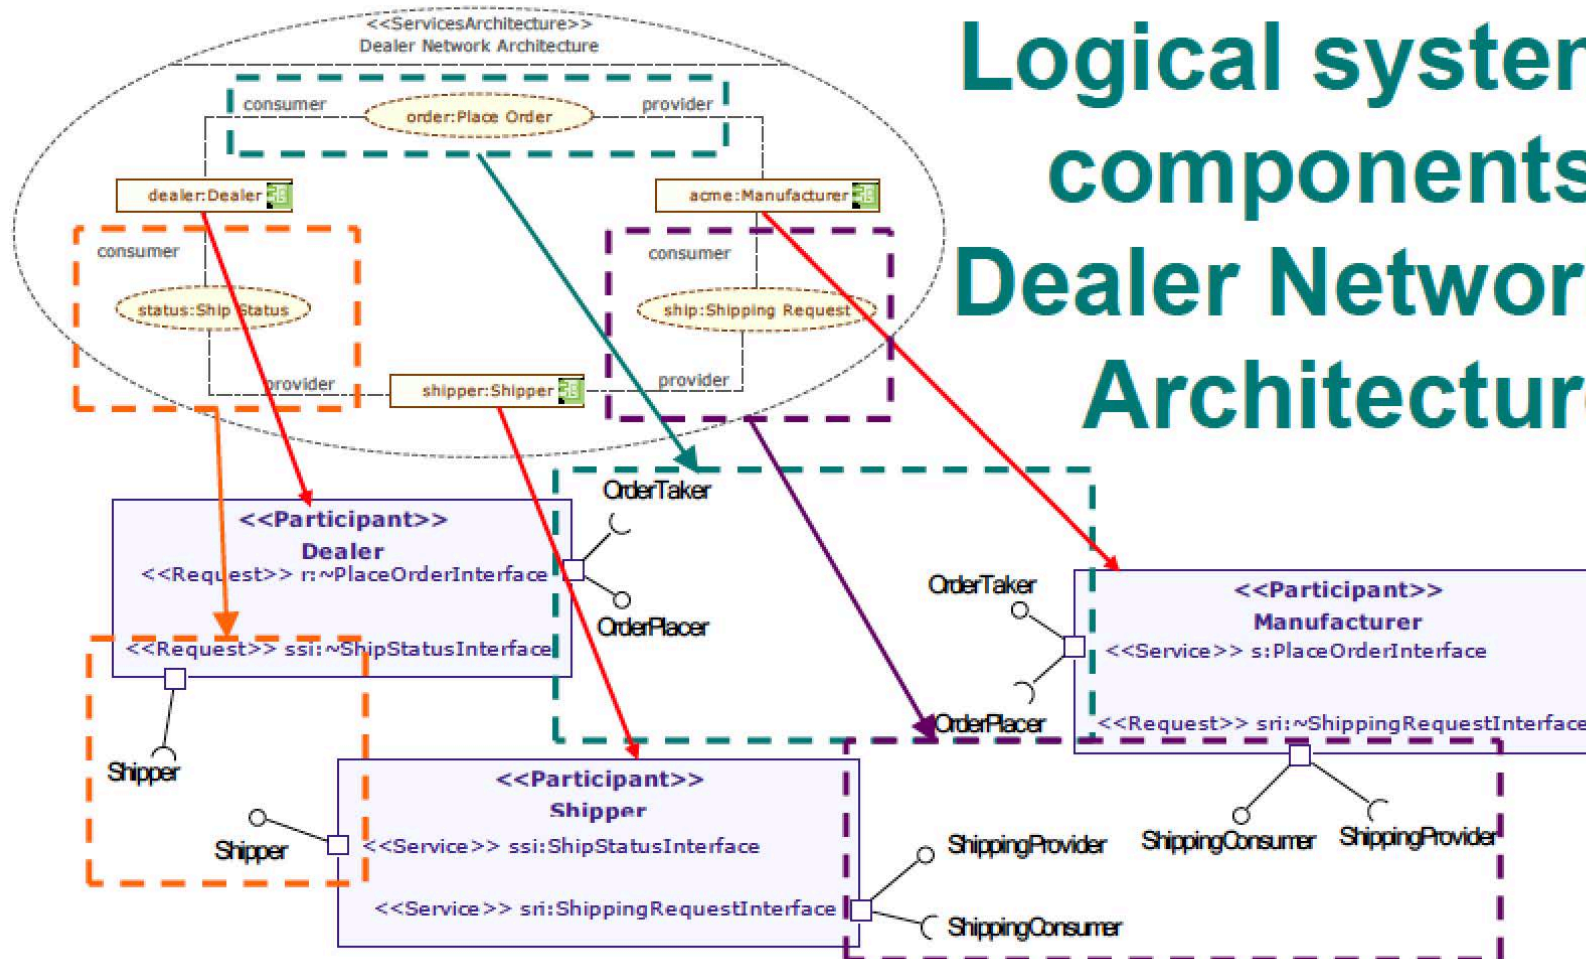 <<ServicesArchitecture>>
Dealer Network Architecture
Logical system
components
Dealer Network
Architecture
consumer
order:Place Order
provider
dealer:Dealer
acme:Manufacturer
consumer
consumer
status:Ship Status
ship:Shipping Request
provider
shipper:Shipper
provider
OrderTaker
<<Participant>>
Dealer
<<Request>> r:~PlaceOrderInterface
OrderPlacer
<<Request>> ssi:~ShipStatusInterface
OrderTaker
<<Participant>>
Manufacturer
<<Service>> s:PlaceOrderInterface
OrderPlacer
<<Request>> sri:~ShippingRequestInterface
Shipper
<<Participant>>
Shipper
Shipper
<<Service>> ssi:ShipStatusInterface
<<Service>> sri:ShippingRequestInterface
ShippingProvider
ShippingConsumer
ShippingConsumer
ShippingProvider